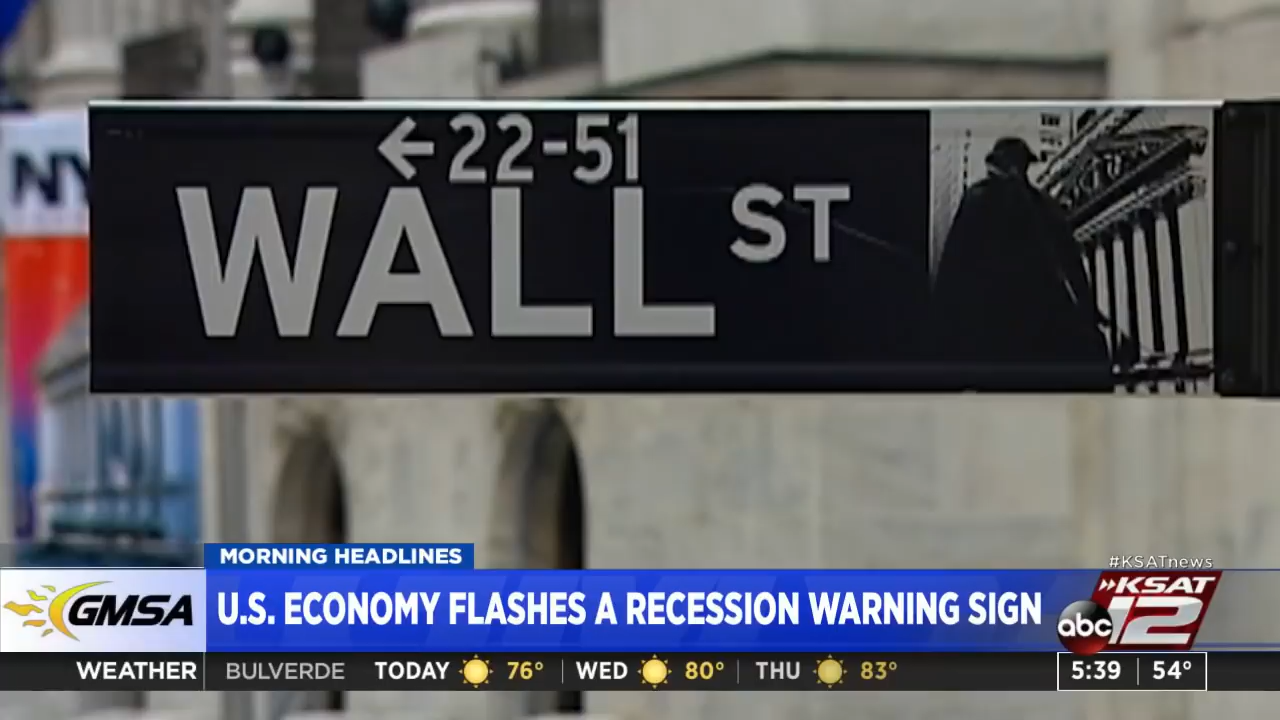 NY
←22-51
WALL ST
MORNING HEADLINES
#KSATnews
GMSA
U.S. ECONOMY FLASHES A RECESSION WARNING SIGN
abc
KSAT
12
WEATHER BULVERDE TODAY 76° WED 80° THU 83° 5:39 54°